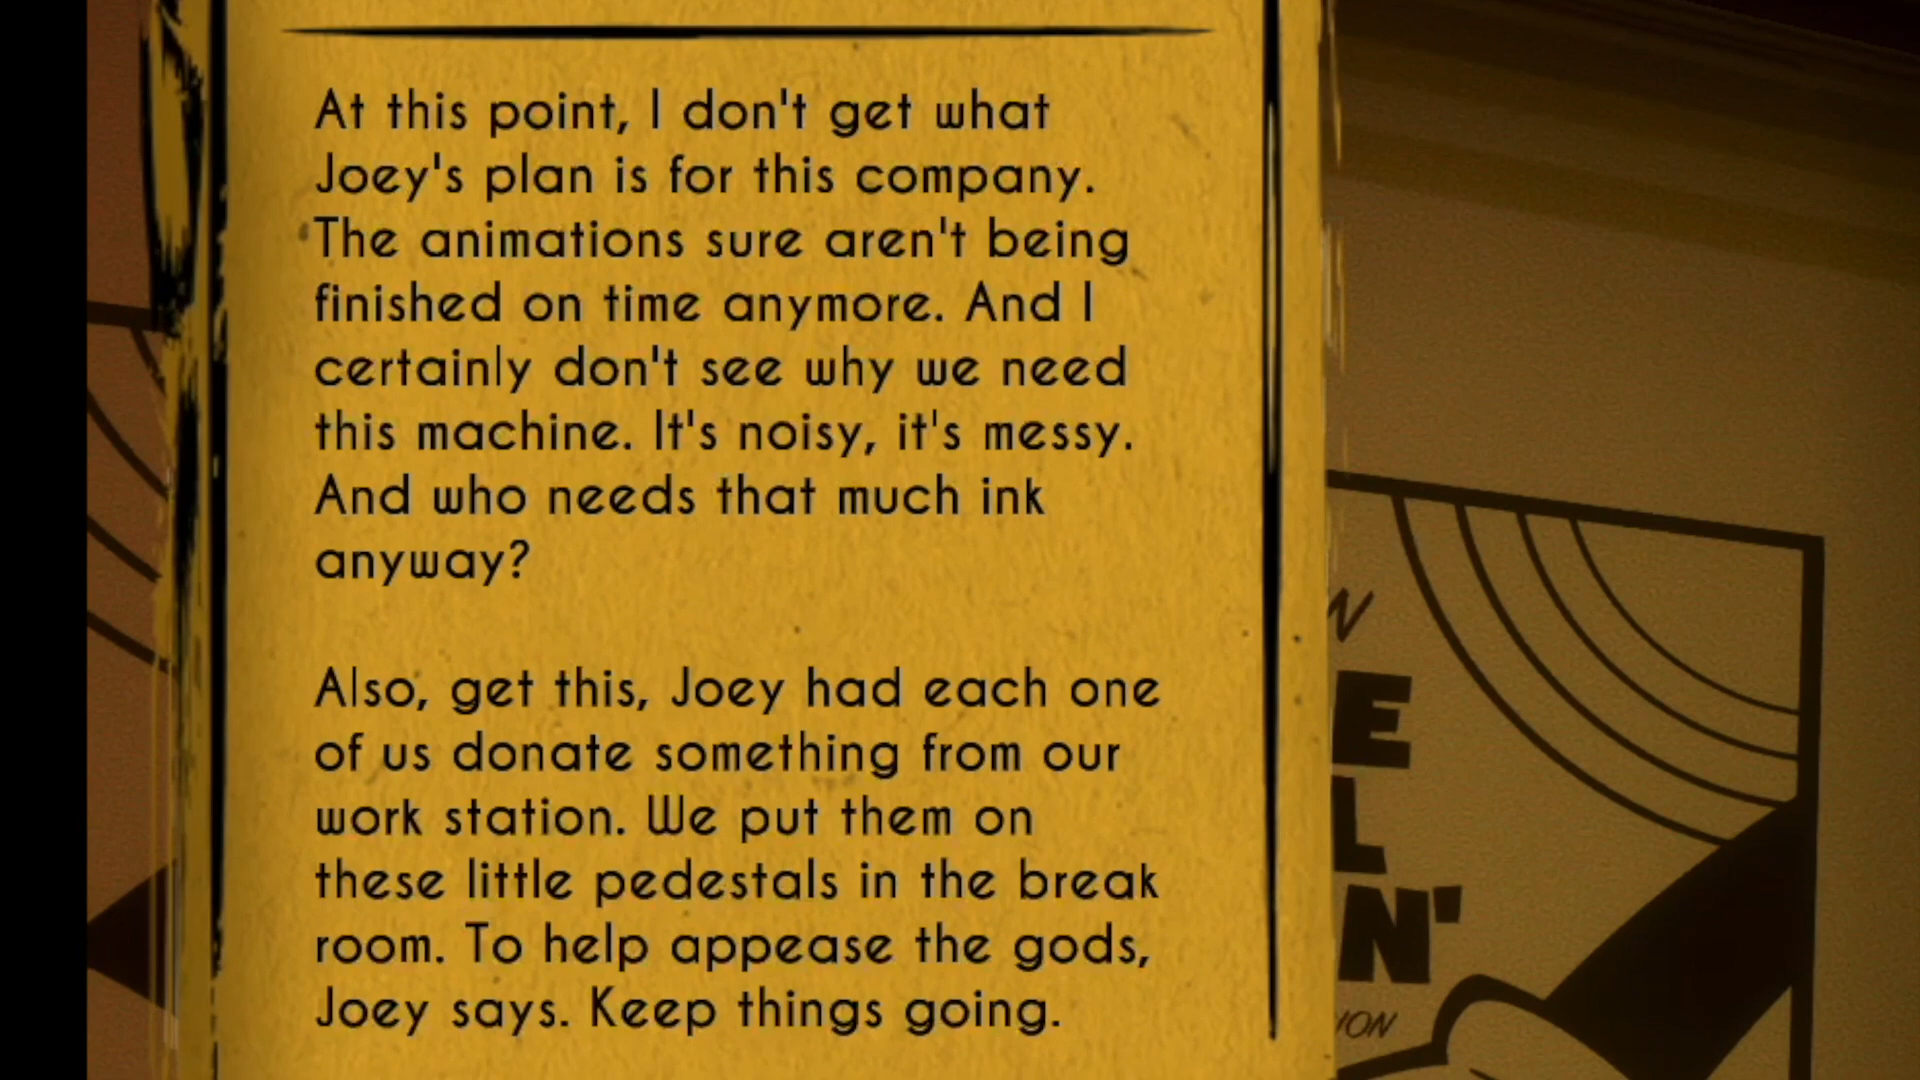 At this point, I don't get what
Joey's plan is for this company.
The animations sure aren't being
finished on time anymore. And I
certainly don't see why we need
this machine. It's noisy, it's messy.
And who needs that much ink
anyway?
Also, get this, Joey had each one
of us donate something from our
work station. We put them on
these little pedestals in the break
room. To help appease the gods,
Joey says. Keep things going.